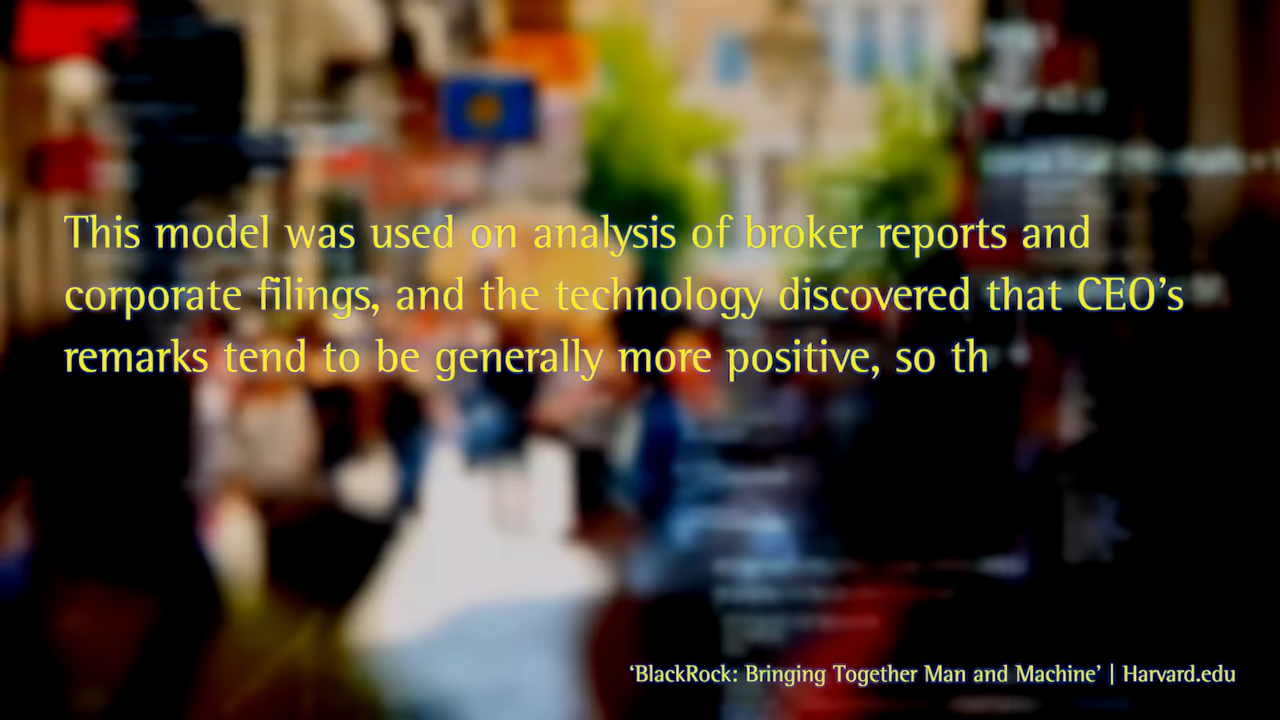 This model was used on analysis of broker reports and
corporate filings, and the technology discovered that CEO’s
remarks tend to be generally more positive, so th
‘BlackRock: Bringing Together Man and Machine’ | Harvard.edu